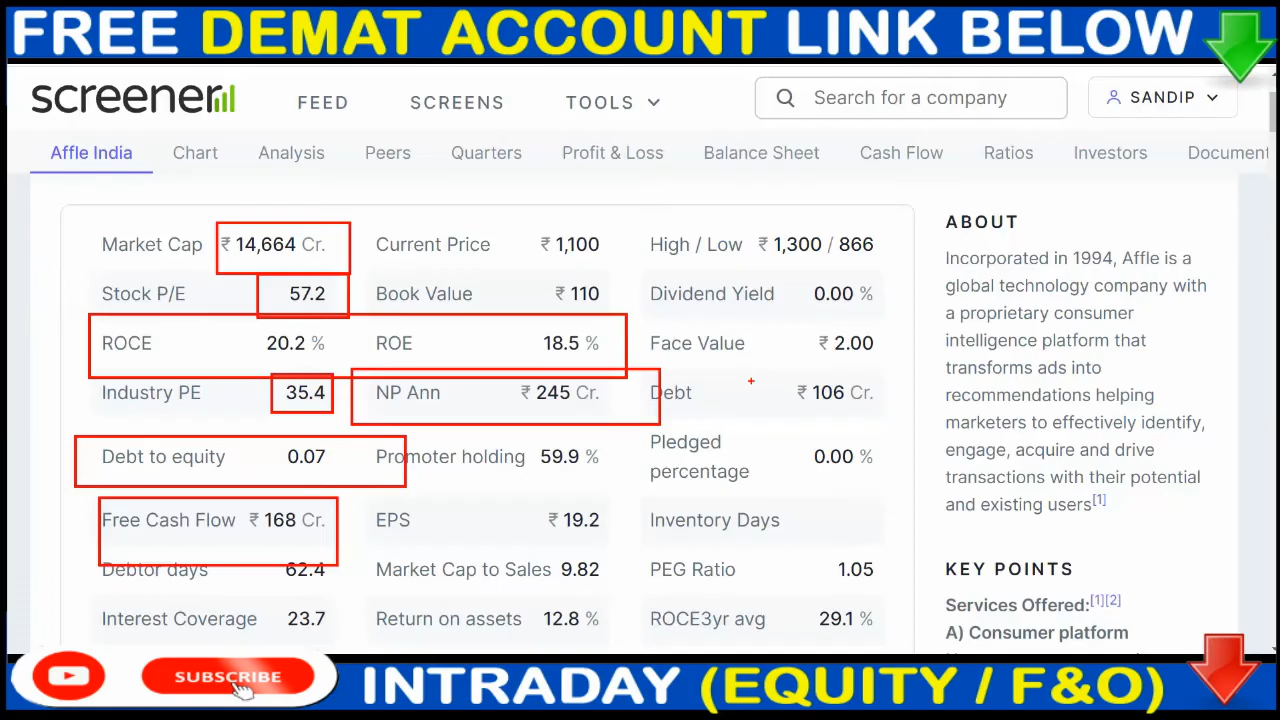 FREE DEMAT ACCOUNT LINK BELOW
screener FEED SCREENS TOOLS Search for a company SANDIP
Affle India Chart Analysis Peers Quarters Profit & Loss Balance Sheet Cash Flow Ratios Investors Document
Market Cap ₹ 14,664 Cr. Current Price ₹ 1,100 High / Low ₹ 1,300 / 866
Stock P/E 57.2 Book Value ₹ 110 Dividend Yield 0.00 %
ROCE 20.2 % ROE 18.5 % Face Value ₹ 2.00
Industry PE 35.4 NP Ann ₹ 245 Cr. Debt ₹ 106 Cr.
Debt to equity 0.07 Promoter holding 59.9 % Pledged percentage 0.00 %
Free Cash Flow ₹ 168 Cr. EPS ₹ 19.2 Inventory Days
Debtor days 62.4 Market Cap to Sales 9.82 PEG Ratio 1.05
Interest Coverage 23.7 Return on assets 12.8 % ROCE3yr avg 29.1 %
ABOUT
Incorporated in 1994, Affle is a
global technology company with
a proprietary consumer
intelligence platform that
transforms ads into
recommendations helping
marketers to effectively identify,
engage, acquire and drive
transactions with their potential
and existing users[1]
KEY POINTS
Services Offered:[1][2]
A) Consumer platform
SUBSCRIBE
INTRADAY (EQUITY / F&O)